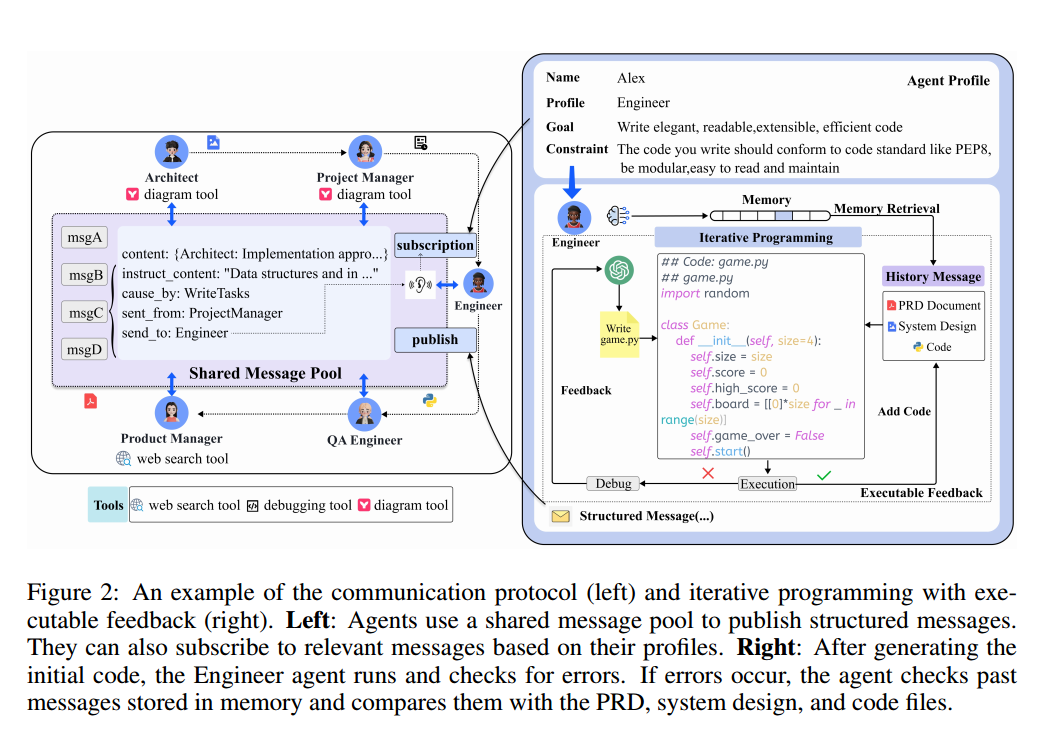 Architect
diagram tool
Project Manager
diagram tool
msgA
msgB
msgC
msgD
content: {Architect: Implementation appro...}
instruct_content: "Data structures and in ..."
cause_by: WriteTasks
sent_from: ProjectManager
send_to: Engineer
Shared Message Pool
subscription
Engineer
publish
Product Manager
web search tool
QA Engineer
Tools
web search tool
debugging tool
diagram tool
Agent Profile
Name Alex
Profile Engineer
Goal Write elegant, readable,extensible, efficient code
Constraint The code you write should conform to code standard like PEP8,
be modular,easy to read and maintain
Engineer
Memory
Memory Retrieval
Iterative Programming
Write
game.py
## Code: game.py
## game.py
import random
class Game:
def __init__(self, size=4):
self.size = size
self.score = 0
self.high_score = 0
self.board = [[0]*size for _ in
range(size)]
self.game_over = False
self.start()
History Message
PRD Document
System Design
Code
Feedback
Add Code
Debug
Execution
Executable Feedback
Structured Message(...)
Figure 2: An example of the communication protocol (left) and iterative programming with exe-
cutable feedback (right). Left: Agents use a shared message pool to publish structured messages.
They can also subscribe to relevant messages based on their profiles. Right: After generating the
initial code, the Engineer agent runs and checks for errors. If errors occur, the agent checks past
messages stored in memory and compares them with the PRD, system design, and code files.